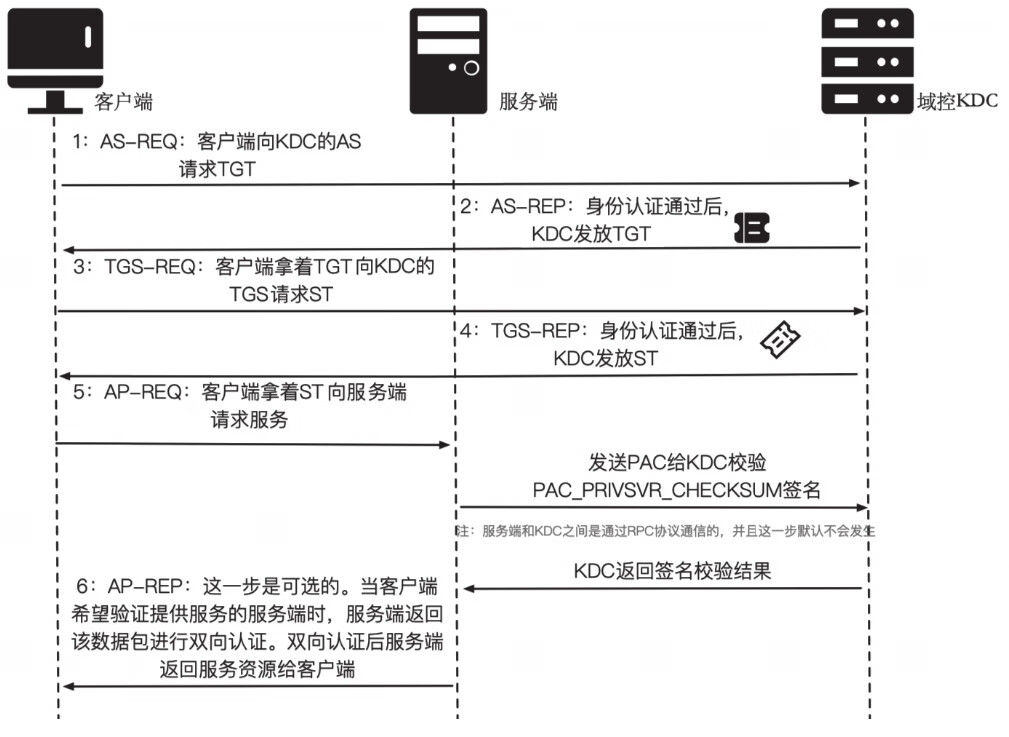 客户端
服务端
域控KDC
1：AS-REQ：客户端向KDC的AS
请求TGT
2：AS-REP：身份认证通过后，
KDC发放TGT
3：TGS-REQ：客户端拿着TGT向KDC的
TGS请求ST
4：TGS-REP：身份认证通过后，
KDC发放ST
5：AP-REQ：客户端拿着ST向服务端
请求服务
发送PAC给KDC校验
PAC_PRIVSVR_CHECKSUM签名
注：服务端和KDC之间是通过RPC协议通信的，并且这一步默认不会发生
KDC返回签名校验结果
6：AP-REP：这一步是可选的。当客户端
希望验证提供服务的服务端时，服务端返回
该数据包进行双向认证。双向认证后服务端
返回服务资源给客户端